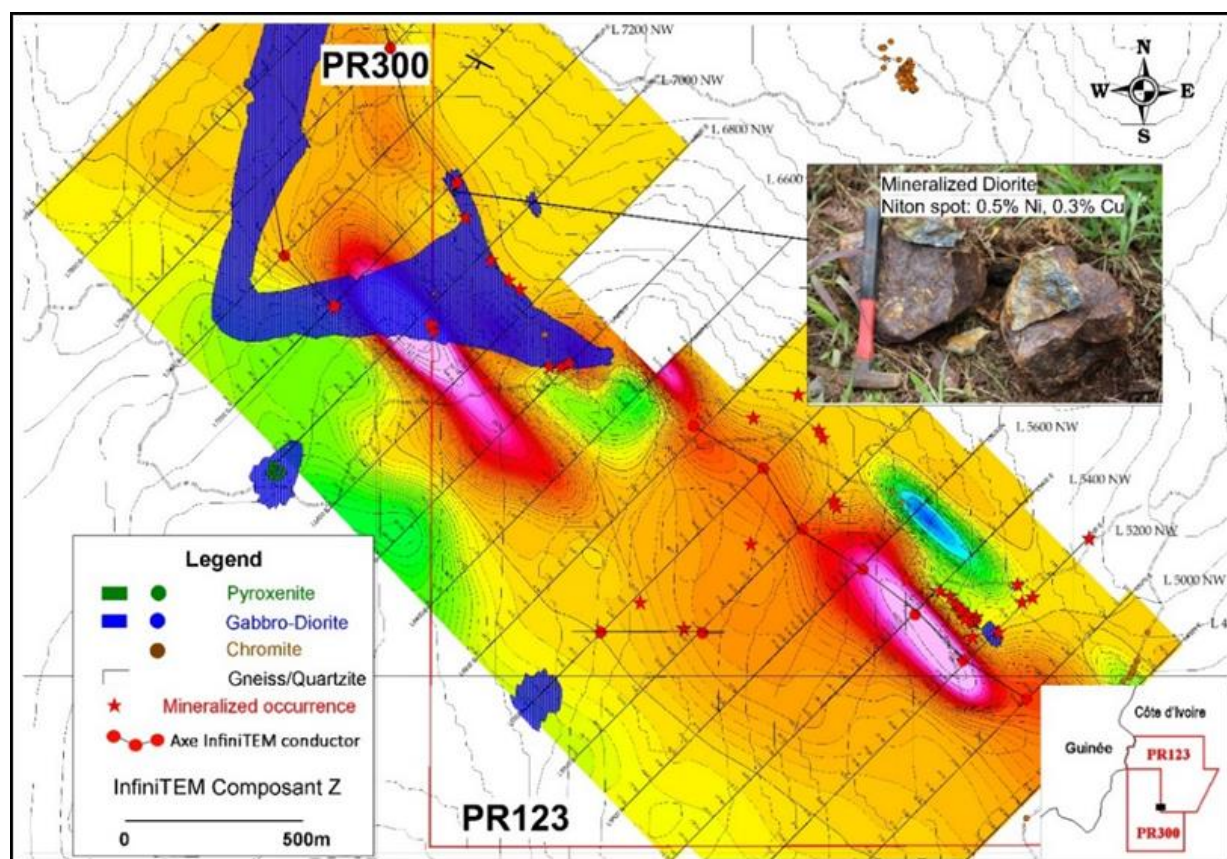 PR300
L 7200 NW
L 7000 NW
L 6800 NW
L 6600
N
W E
S
Mineralized Diorite
Niton spot: 0.5% Ni, 0.3% Cu
L 5600 NW
L 5400 NW
L 5200 NW
L 5000 NW
L 4
Legend
Pyroxenite
Gabbro-Diorite
Chromite
Gneiss/Quartzite
Mineralized occurrence
Axe InfiniTEM conductor
InfiniTEM Composant Z
0 500m
PR123
Côte d'Ivoire
Guinée
PR123
PR300